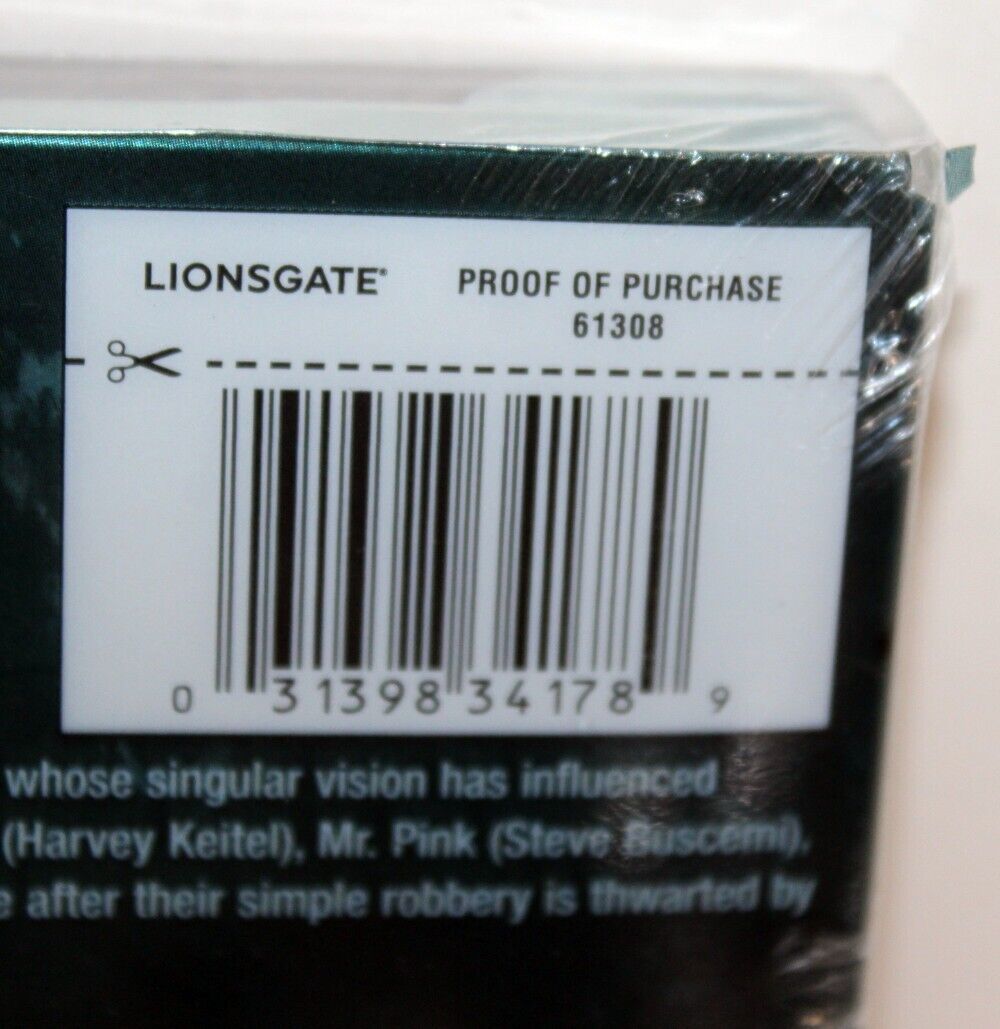 LIONSGATE®
PROOF OF PURCHASE
61308
0 31398 34178 9
whose singular vision has influenced
(Harvey Keitel), Mr. Pink (Steve Buscemi),
e after their simple robbery is thwarted by